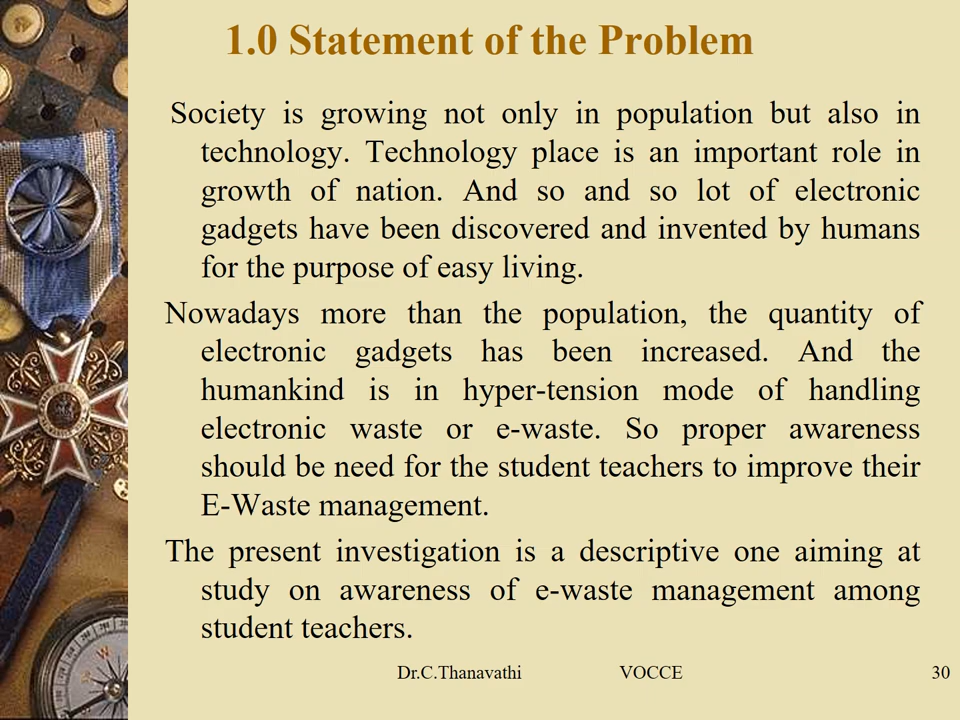 1.0 Statement of the Problem
Society is growing not only in population but also in
technology. Technology place is an important role in
growth of nation. And so and so lot of electronic
gadgets have been discovered and invented by humans
for the purpose of easy living.
Nowadays more than the population, the quantity of
electronic gadgets has been increased. And the
humankind is in hyper-tension mode of handling
electronic waste or e-waste. So proper awareness
should be need for the student teachers to improve their
E-Waste management.
The present investigation is a descriptive one aiming at
study on awareness of e-waste management among
student teachers.
Dr.C.Thanavathi VOCCE 30